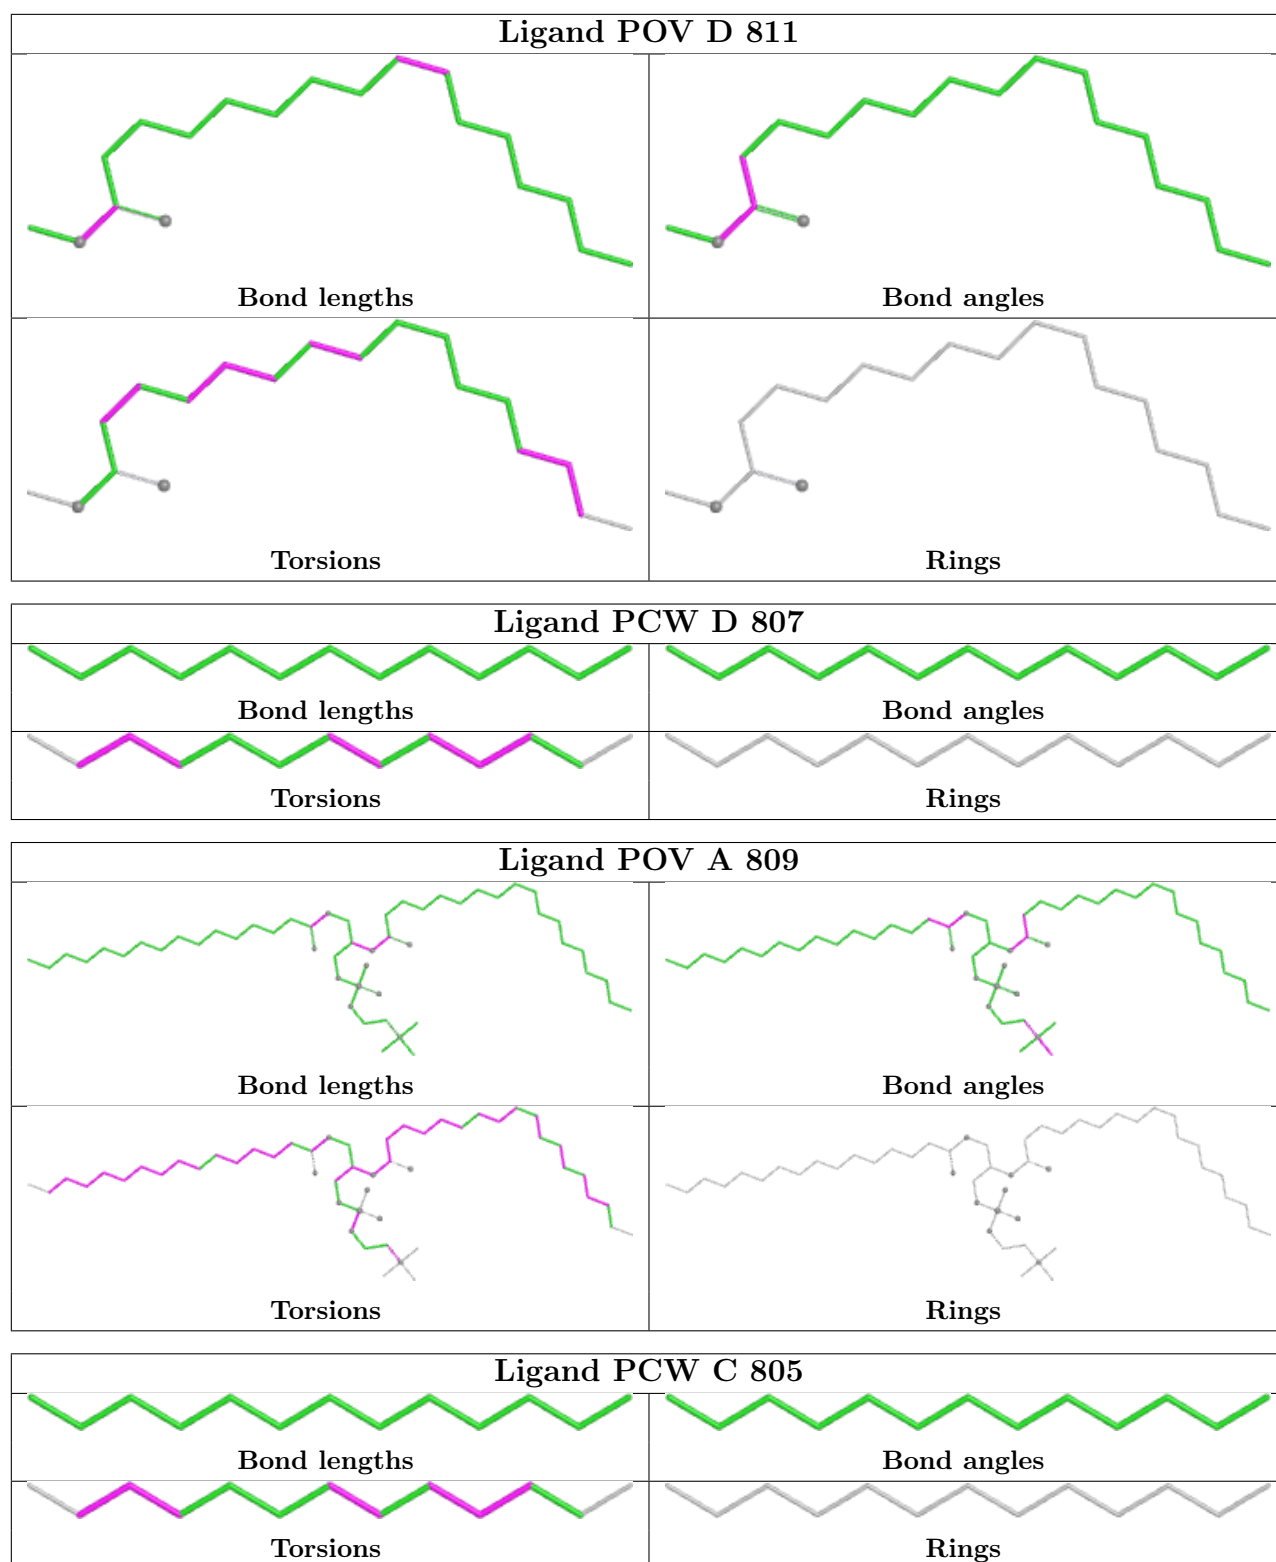 Ligand POV D 811
Bond lengths
Bond angles
Torsions
Rings
Ligand PCW D 807
Bond lengths
Bond angles
Torsions
Rings
Ligand POV A 809
Bond lengths
Bond angles
Torsions
Rings
Ligand PCW C 805
Bond lengths
Bond angles
Torsions
Rings